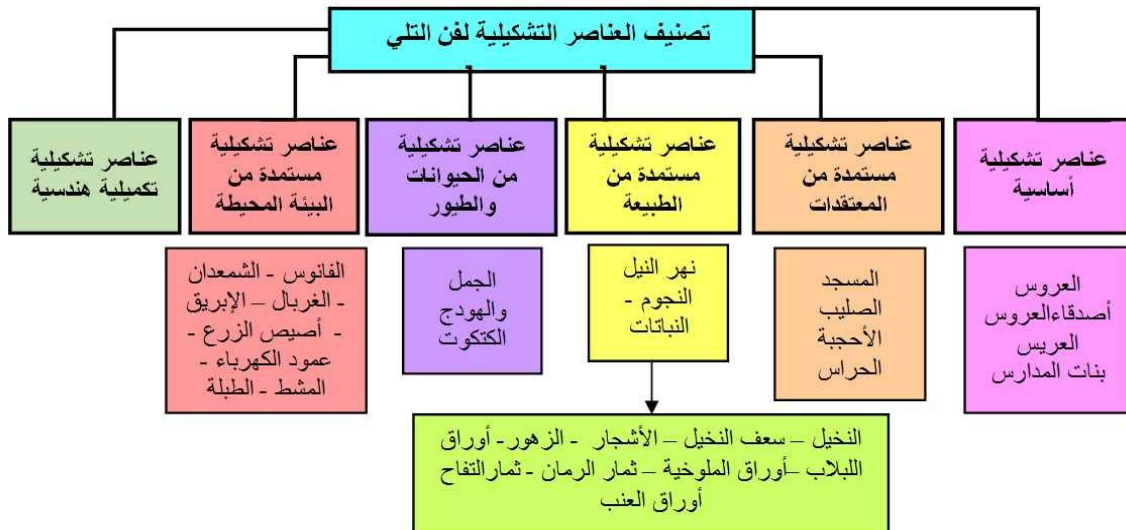 تصنيف العناصر التشكيلية لفن التلي
عناصر تشكيلية
أساسية
عناصر تشكيلية
مستمدة من
المعتقدات
عناصر تشكيلية
مستمدة من
الطبيعة
عناصر تشكيلية
من الحيوانات
والطيور
عناصر تشكيلية
مستمدة من
البيئة المحيطة
عناصر تشكيلية
تكميلية هندسية
العروس
أصدقاءالعروس
العريس
بنات المدارس
المسجد
الصليب
الأحجبة
الحراس
نهر النيل
النجوم -
النباتات
الجمل
والهودج
الكتكوت
الفانوس - الشمعدان
- الغربال – الإبريق
- أصيص الزرع -
عمود الكهرباء -
المشط - الطبلة
النخيل – سعف النخيل – الأشجار - الزهور- أوراق
اللبلاب –أوراق الملوخية – ثمار الرمان - ثمارالتفاح
أوراق العنب